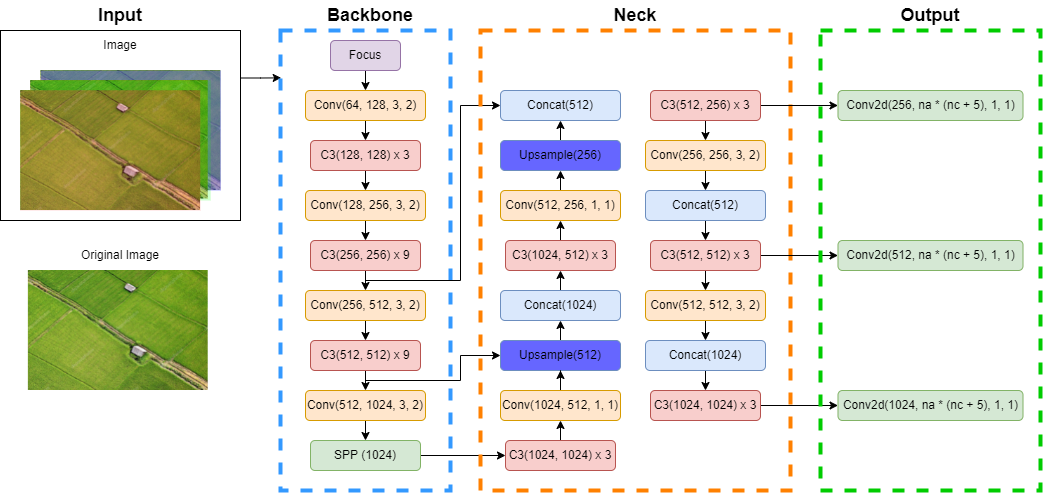 Input
Backbone
Neck
Output
Image
Original Image
Focus
Conv(64, 128, 3, 2)
C3(128, 128) x 3
Conv(128, 256, 3, 2)
C3(256, 256) x 9
Conv(256, 512, 3, 2)
C3(512, 512) x 9
Conv(512, 1024, 3, 2)
SPP (1024)
Concat(512)
Upsample(256)
Conv(512, 256, 1, 1)
C3(1024, 512) x 3
Concat(1024)
Upsample(512)
Conv(1024, 512, 1, 1)
C3(1024, 1024) x 3
C3(512, 256) x 3
Conv(256, 256, 3, 2)
Concat(512)
C3(512, 512) x 3
Conv(512, 512, 3, 2)
Concat(1024)
C3(1024, 1024) x 3
Conv2d(256, na * (nc + 5), 1, 1)
Conv2d(512, na * (nc + 5), 1, 1)
Conv2d(1024, na * (nc + 5), 1, 1)